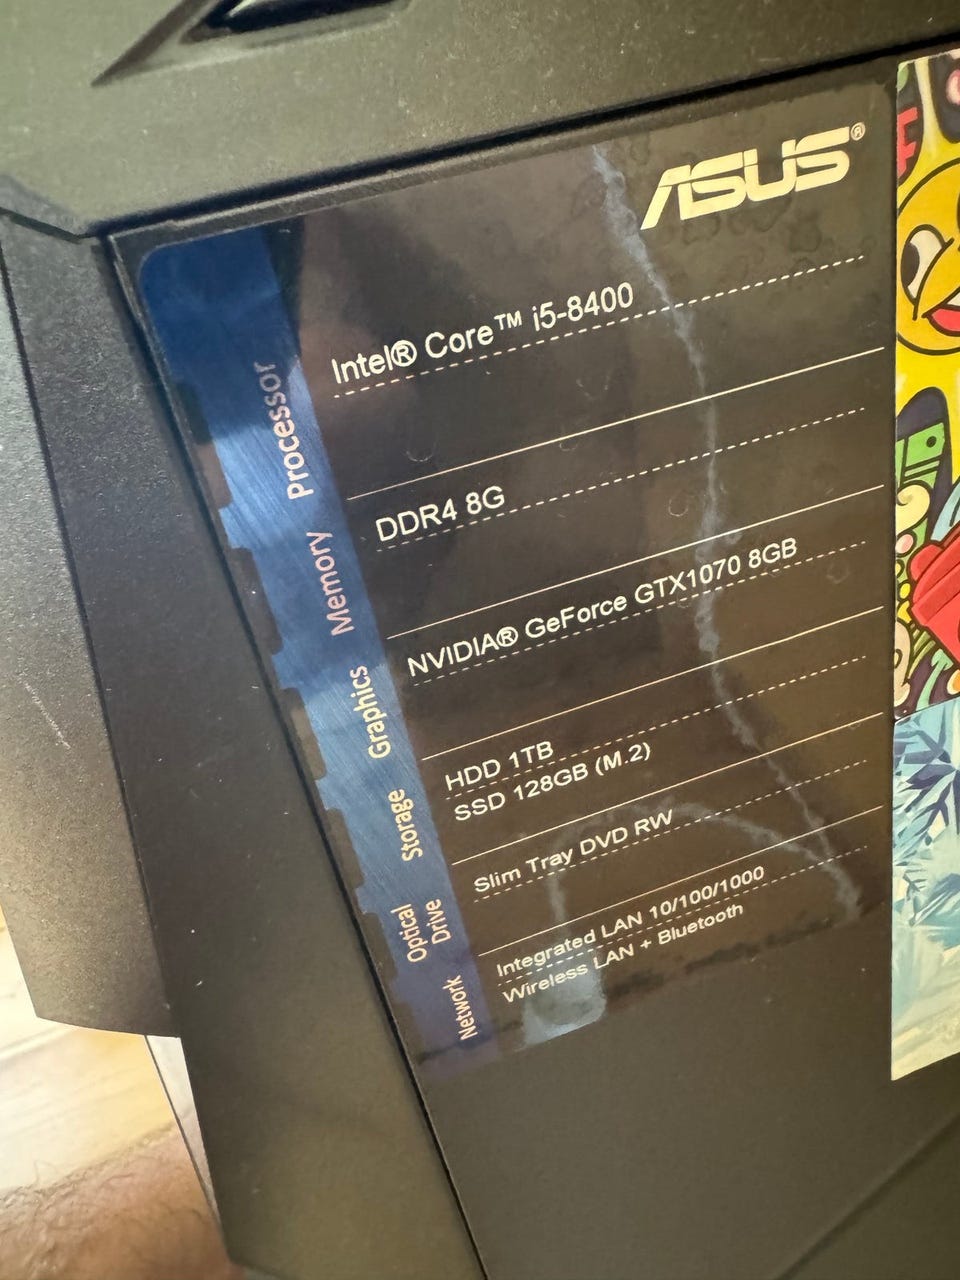 ASUS®
Processor
Intel® Core™ i5-8400
Memory
DDR4 8G
Graphics
NVIDIA® GeForce GTX1070 8GB
Storage
HDD 1TB
SSD 128GB (M.2)
Optical
Drive
Slim Tray DVD RW
Network
Integrated LAN 10/100/1000
Wireless LAN + Bluetooth